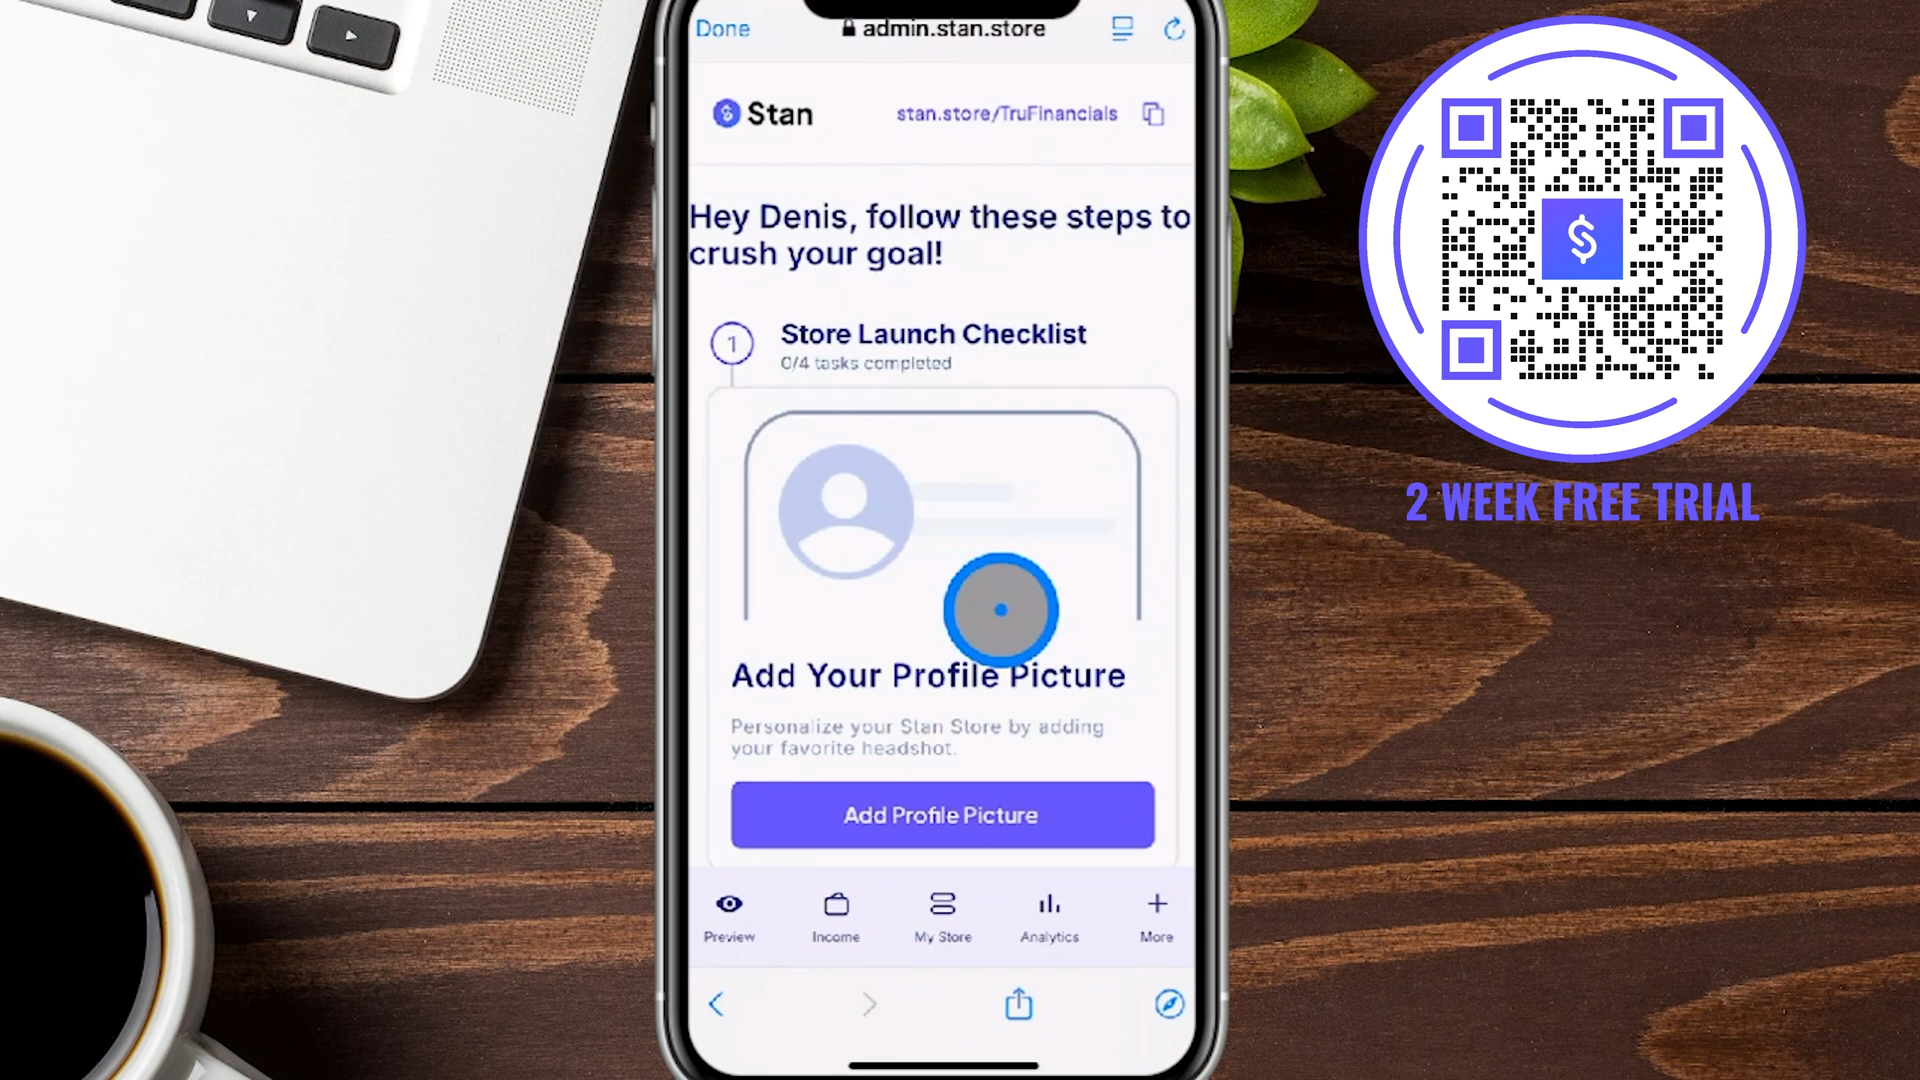 Done
admin.stan.store
Stan
stan.store/TruFinancials
Hey Denis, follow these steps to
crush your goal!
1
Store Launch Checklist
0/4 tasks completed
Add Your Profile Picture
Personalize your Stan Store by adding
your favorite headshot.
Add Profile Picture
Preview
Income
My Store
Analytics
More
2 WEEK FREE TRIAL